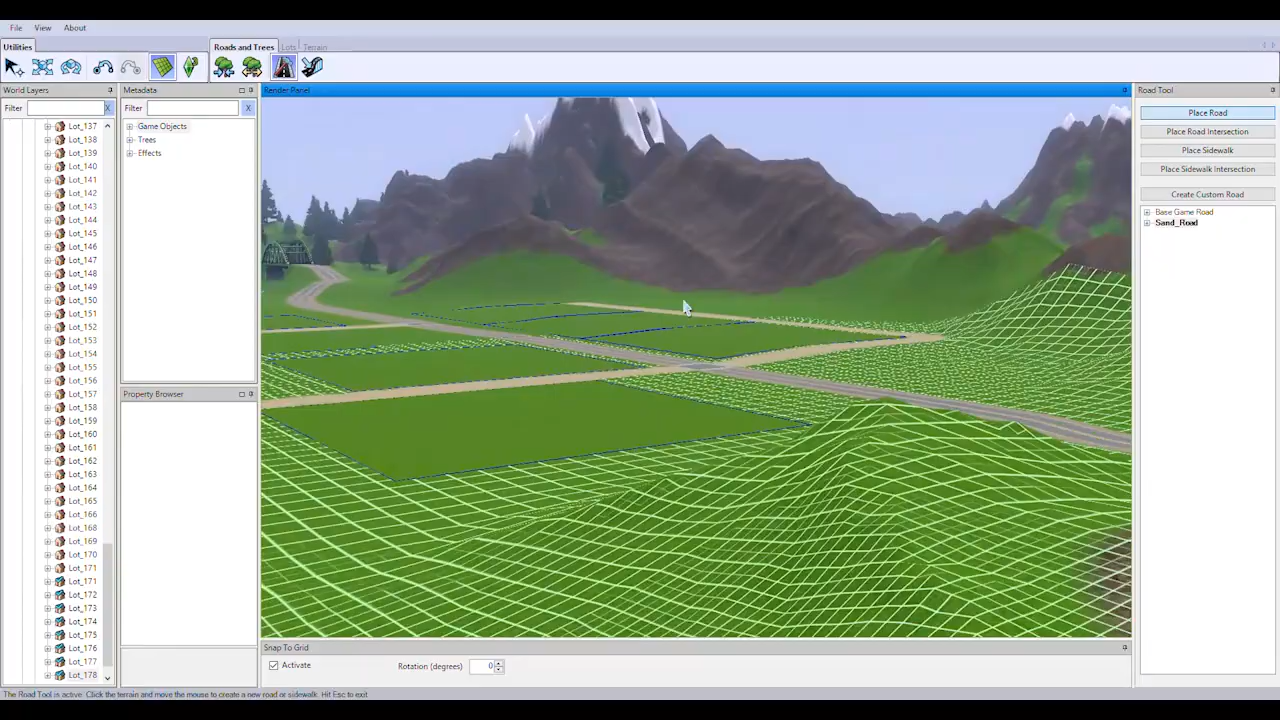 File View About
Utilities
Roads and Trees Lots Terrain
World Layers
Filter X
Lot_137
Lot_138
Lot_139
Lot_140
Lot_141
Lot_142
Lot_143
Lot_144
Lot_145
Lot_146
Lot_147
Lot_148
Lot_149
Lot_150
Lot_151
Lot_152
Lot_153
Lot_154
Lot_155
Lot_156
Lot_157
Lot_158
Lot_159
Lot_160
Lot_161
Lot_162
Lot_163
Lot_164
Lot_165
Lot_166
Lot_168
Lot_169
Lot_170
Lot_171
Lot_171
Lot_172
Lot_173
Lot_174
Lot_175
Lot_176
Lot_177
Lot_178
Metadata
Filter X
Game Objects
Trees
Effects
Property Browser
Render Panel
Snap To Grid
Activate Rotation (degrees) 0
Road Tool
Place Road
Place Road Intersection
Place Sidewalk
Place Sidewalk Intersection
Create Custom Road
Base Game Road
Sand_Road
The Road Tool is active. Click the terrain and move the mouse to create a new road or sidewalk. Hit Esc to exit